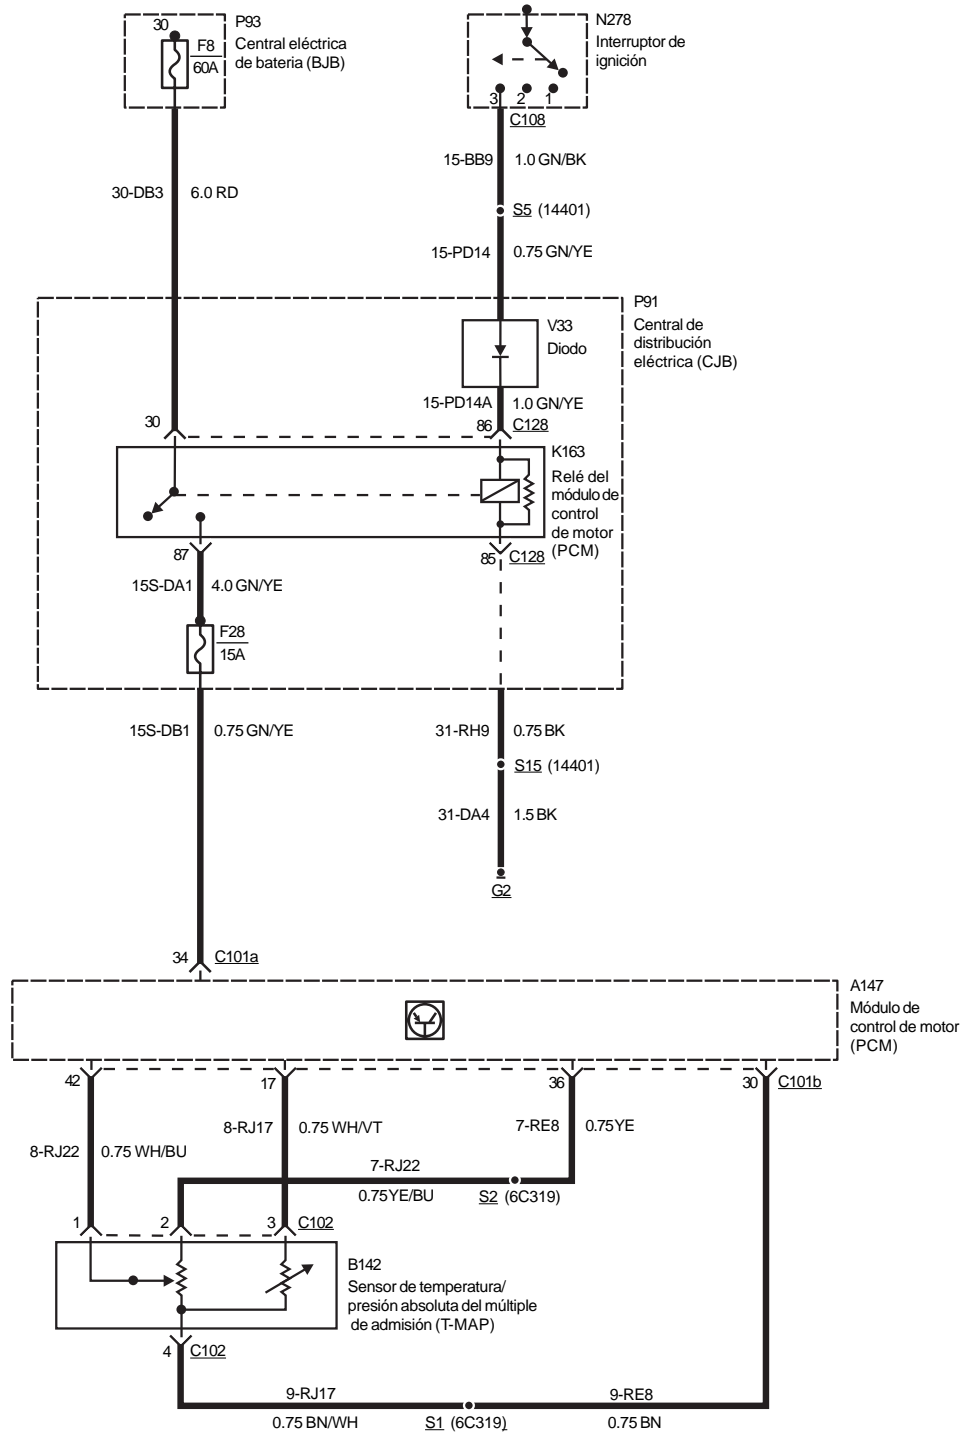 30
F8
60A
P93
Central eléctrica
de bateria (BJB)
N278
Interruptor de
ignición
3 2 1
C108
15-BB9 1.0 GN/BK
30-DB3 6.0 RD
S5 (14401)
15-PD14 0.75 GN/YE
P91
Central de
distribución
eléctrica (CJB)
V33
Diodo
15-PD14A 1.0 GN/YE
30
86 C128
K163
Relé del
módulo de
control
de motor
(PCM)
87
85 C128
15S-DA1 4.0 GN/YE
F28
15A
15S-DB1 0.75 GN/YE
31-RH9 0.75 BK
S15 (14401)
31-DA4 1.5 BK
G2
34 C101a
A147
Módulo de
control de motor
(PCM)
42 17 36 30 C101b
8-RJ17 0.75 WH/VT
7-RE8 0.75YE
8-RJ22 0.75 WH/BU
7-RJ22
0.75YE/BU
S2 (6C319)
1 2 3 C102
B142
Sensor de temperatura/
presión absoluta del múltiple
de admisión (T-MAP)
4 C102
9-RJ17 9-RE8
0.75 BN/WH S1 (6C319) 0.75 BN